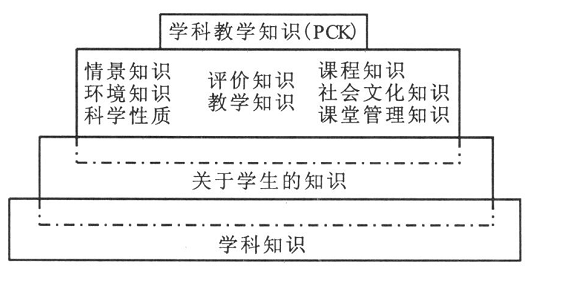 学科教学知识(PCK)
情景知识
环境知识
科学性质
评价知识
教学知识
课程知识
社会文化知识
课堂管理知识
关于学生的知识
学科知识